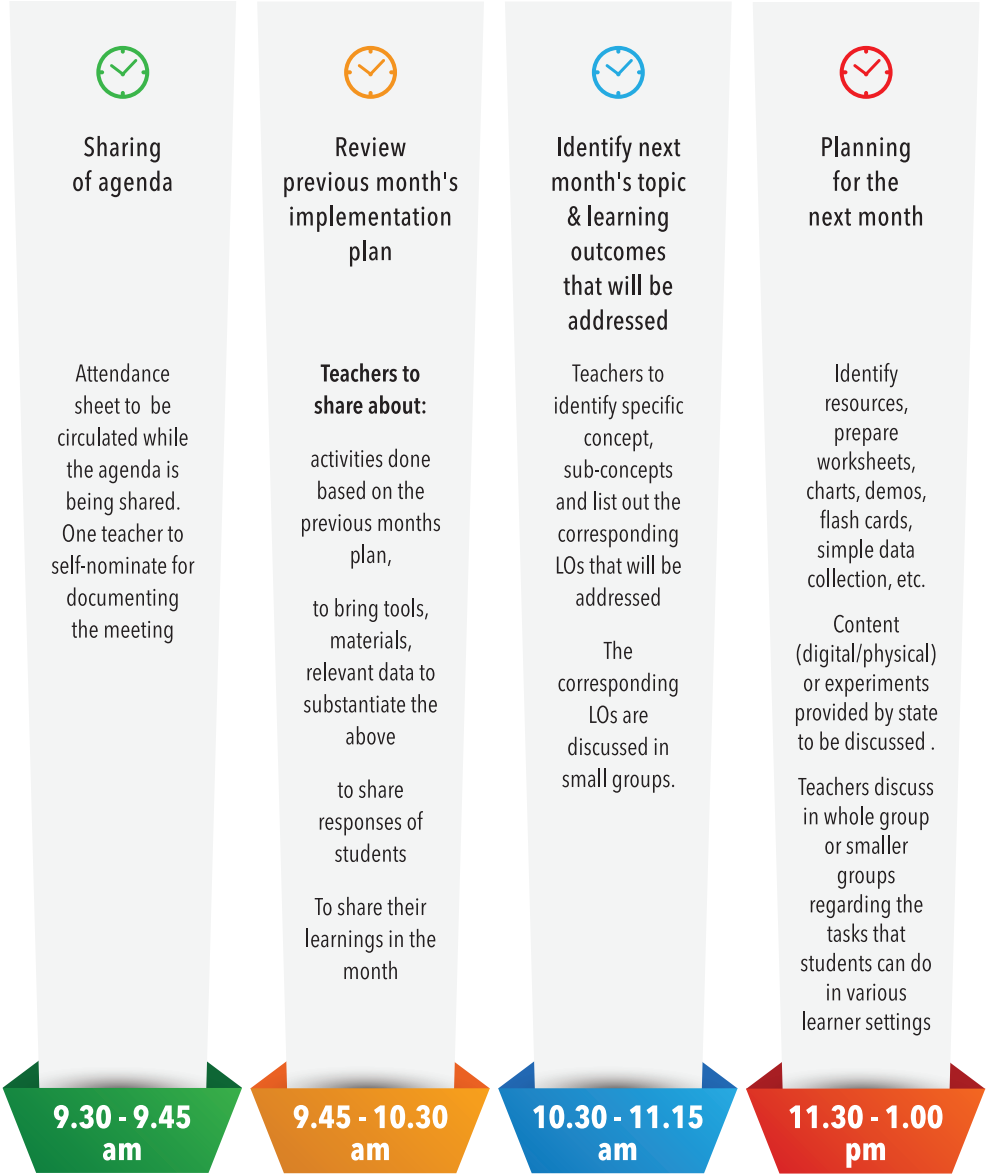 Sharing
of agenda
Attendance
sheet to be
circulated while
the agenda is
being shared.
One teacher to
self-nominate for
documenting
the meeting
9.30 - 9.45
am
Review
previous month's
implementation
plan
Teachers to
share about:
activities done
based on the
previous months
plan,
to bring tools,
materials,
relevant data to
substantiate the
above
to share
responses of
students
To share their
learnings in the
month
9.45 - 10.30
am
Identify next
month's topic
& learning
outcomes
that will be
addressed
Teachers to
identify specific
concept,
sub-concepts
and list out the
corresponding
LOs that will be
addressed
The
corresponding
LOs are
discussed in
small groups.
10.30 - 11.15
am
Planning
for the
next month
Identify
resources,
prepare
worksheets,
charts, demos,
flash cards,
simple data
collection, etc.
Content
(digital/physical)
or experiments
provided by state
to be discussed .
Teachers discuss
in whole group
or smaller
groups
regarding the
tasks that
students can do
in various
learner settings
11.30 - 1.00
pm